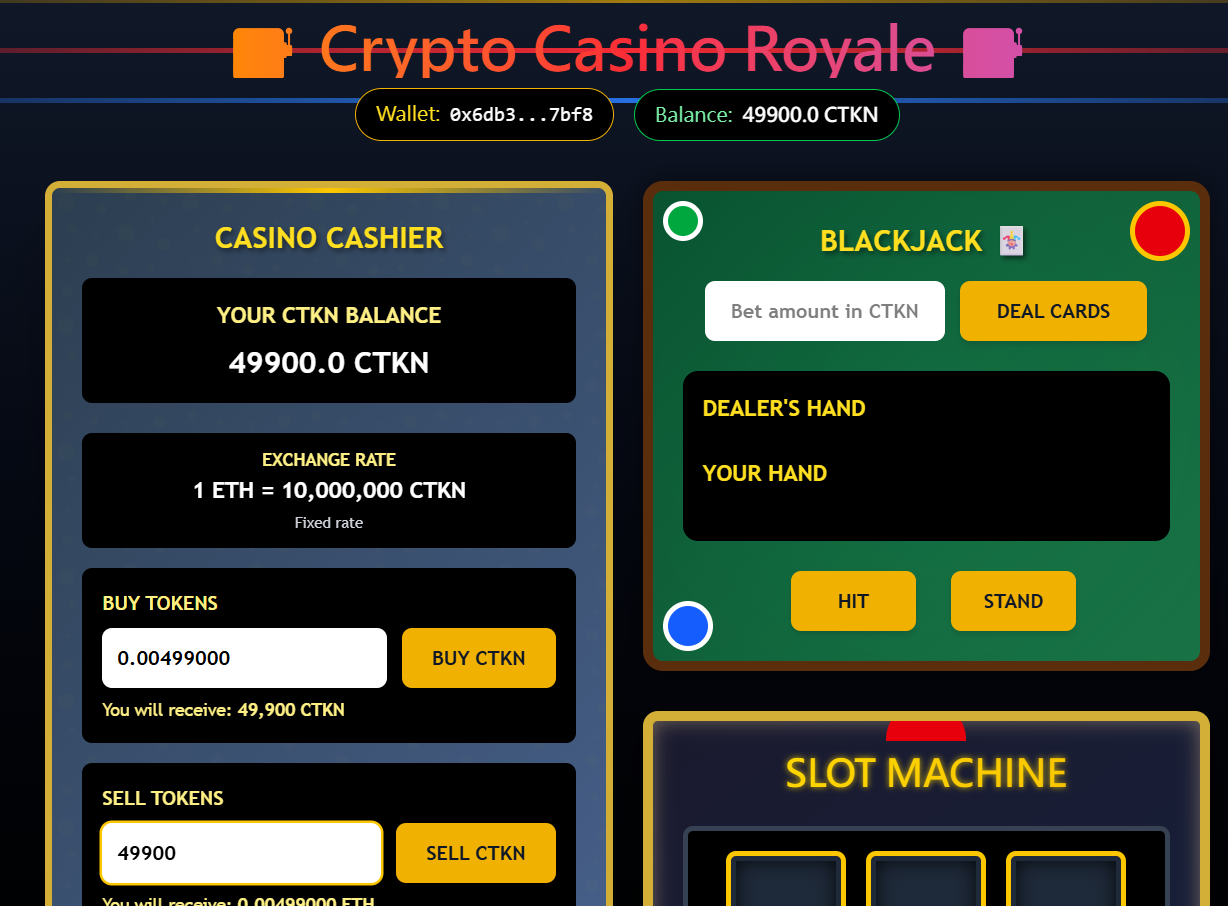 Crypto Casino Royale
Wallet: 0x6db3...7bf8
Balance: 49900.0 CTKN
CASINO CASHIER
YOUR CTKN BALANCE
49900.0 CTKN
EXCHANGE RATE
1 ETH = 10,000,000 CTKN
Fixed rate
BUY TOKENS
0.00499000
BUY CTKN
You will receive: 49,900 CTKN
SELL TOKENS
49900
SELL CTKN
You will receive: 0.00499000 ETH
BLACKJACK
Bet amount in CTKN
DEAL CARDS
DEALER'S HAND
YOUR HAND
HIT
STAND
SLOT MACHINE